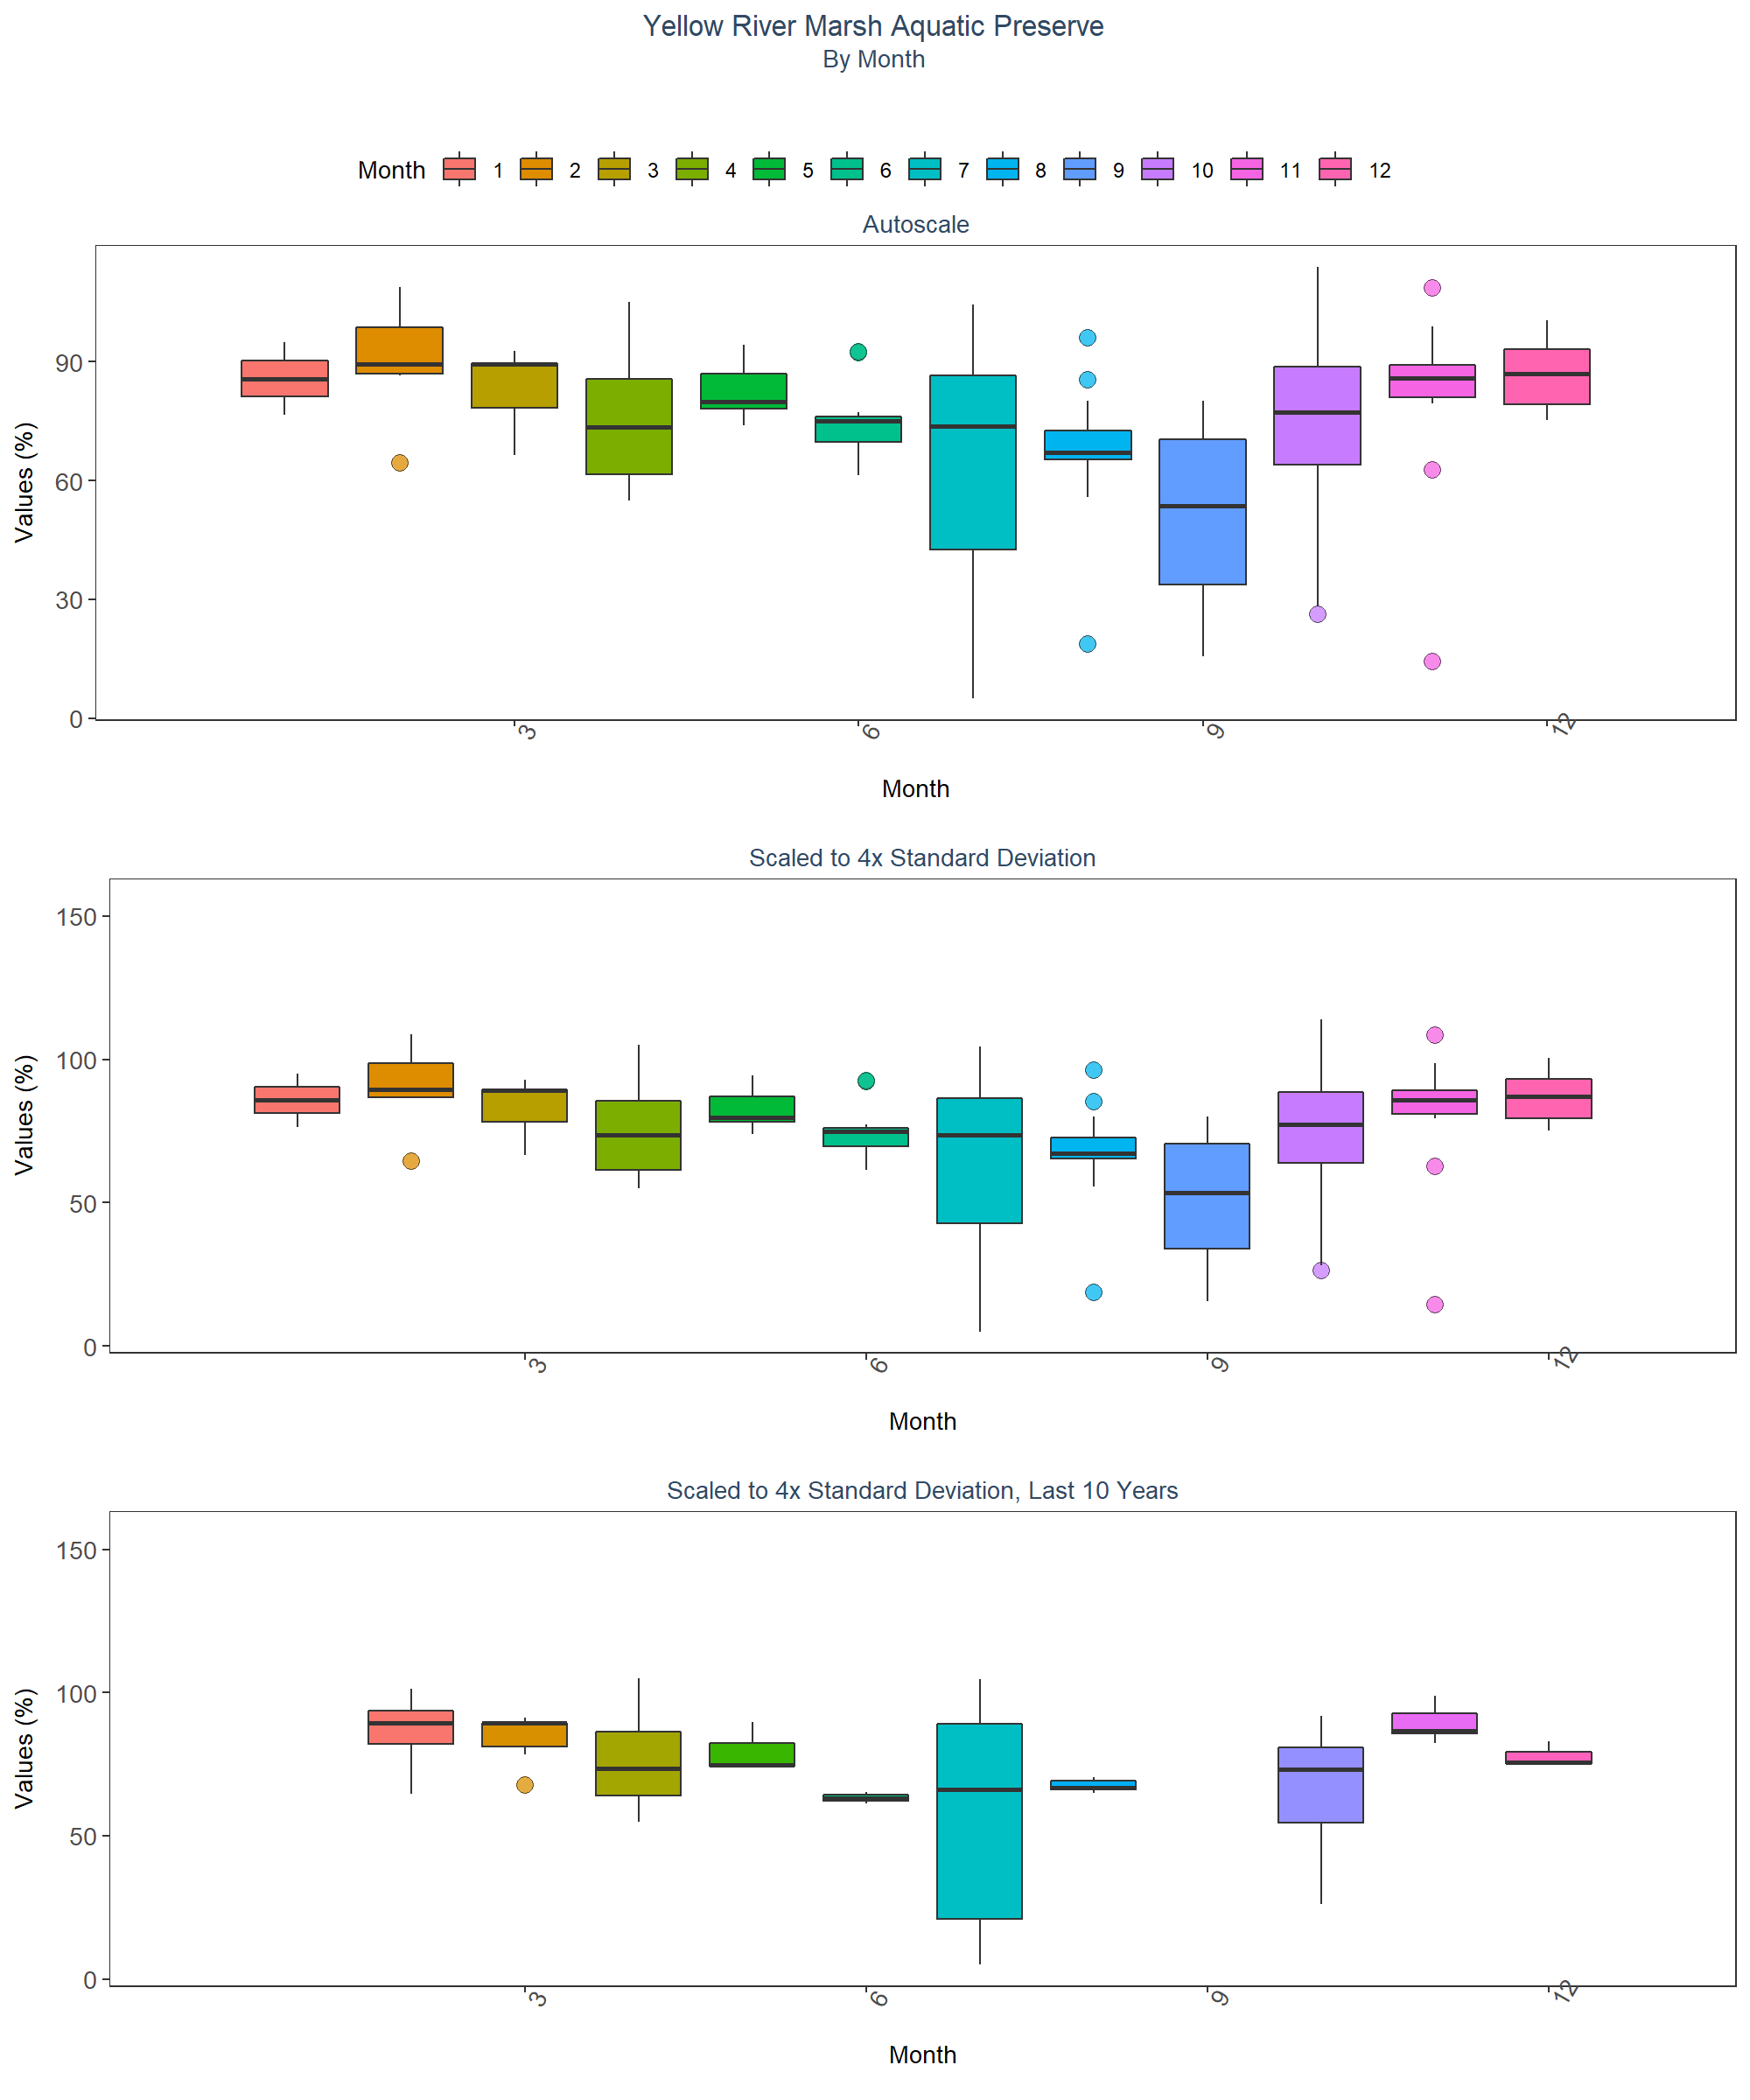 Yellow River Marsh Aquatic Preserve
By Month
Month 1 2 3 4 5 6 7 8 9 10 11 12
Autoscale
Values (%)
90
60
30
0
3 6 9 12
Month
Scaled to 4x Standard Deviation
Values (%)
150
100
50
0
3 6 9 12
Month
Scaled to 4x Standard Deviation, Last 10 Years
Values (%)
150
100
50
0
3 6 9 12
Month